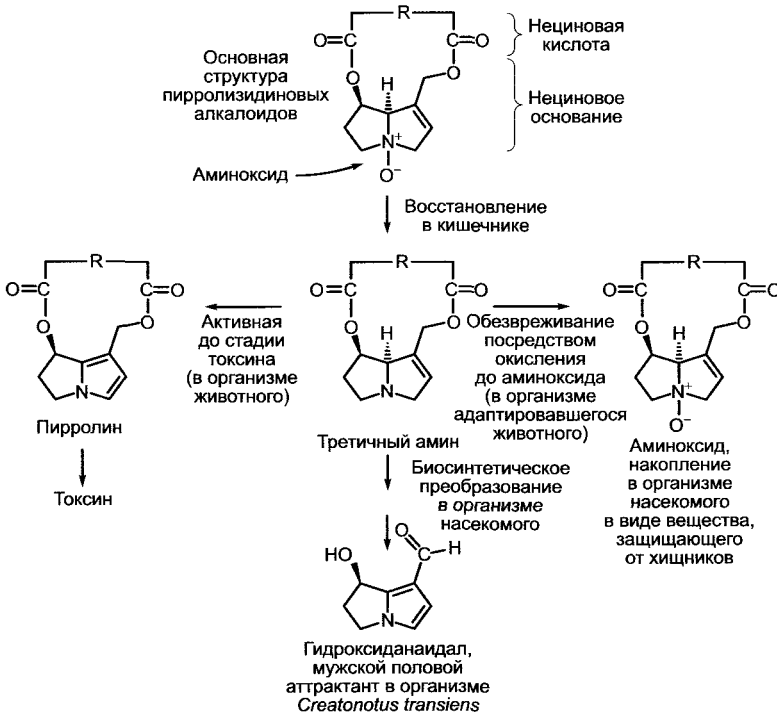 R
O=C
C=O
O
H
O
N+
O−
Основная
структура
пирролизидиновых
алкалоидов
Нециновая
кислота
Нециновое
основание
Аминоксид
Восстановление
в кишечнике
R
O=C
C=O
O
O
N
Пирролин
Токсин
Активная
до стадии
токсина
(в организме
животного)
R
O=C
C=O
O
H
O
N
Третичный амин
Обезвреживание
посредством
окисления
до аминоксида
(в организме
адаптировавшегося
животного)
R
O=C
C=O
O
H
O
N+
O−
Аминоксид,
накопление
в организме
насекомого
в виде вещества,
защищающего
от хищников
Биосинтетическое
преобразование
в организме
насекомого
O
HO
C–H
N
Гидроксиданаидал,
мужской половой
аттрактант в организме
Creatonotus transiens